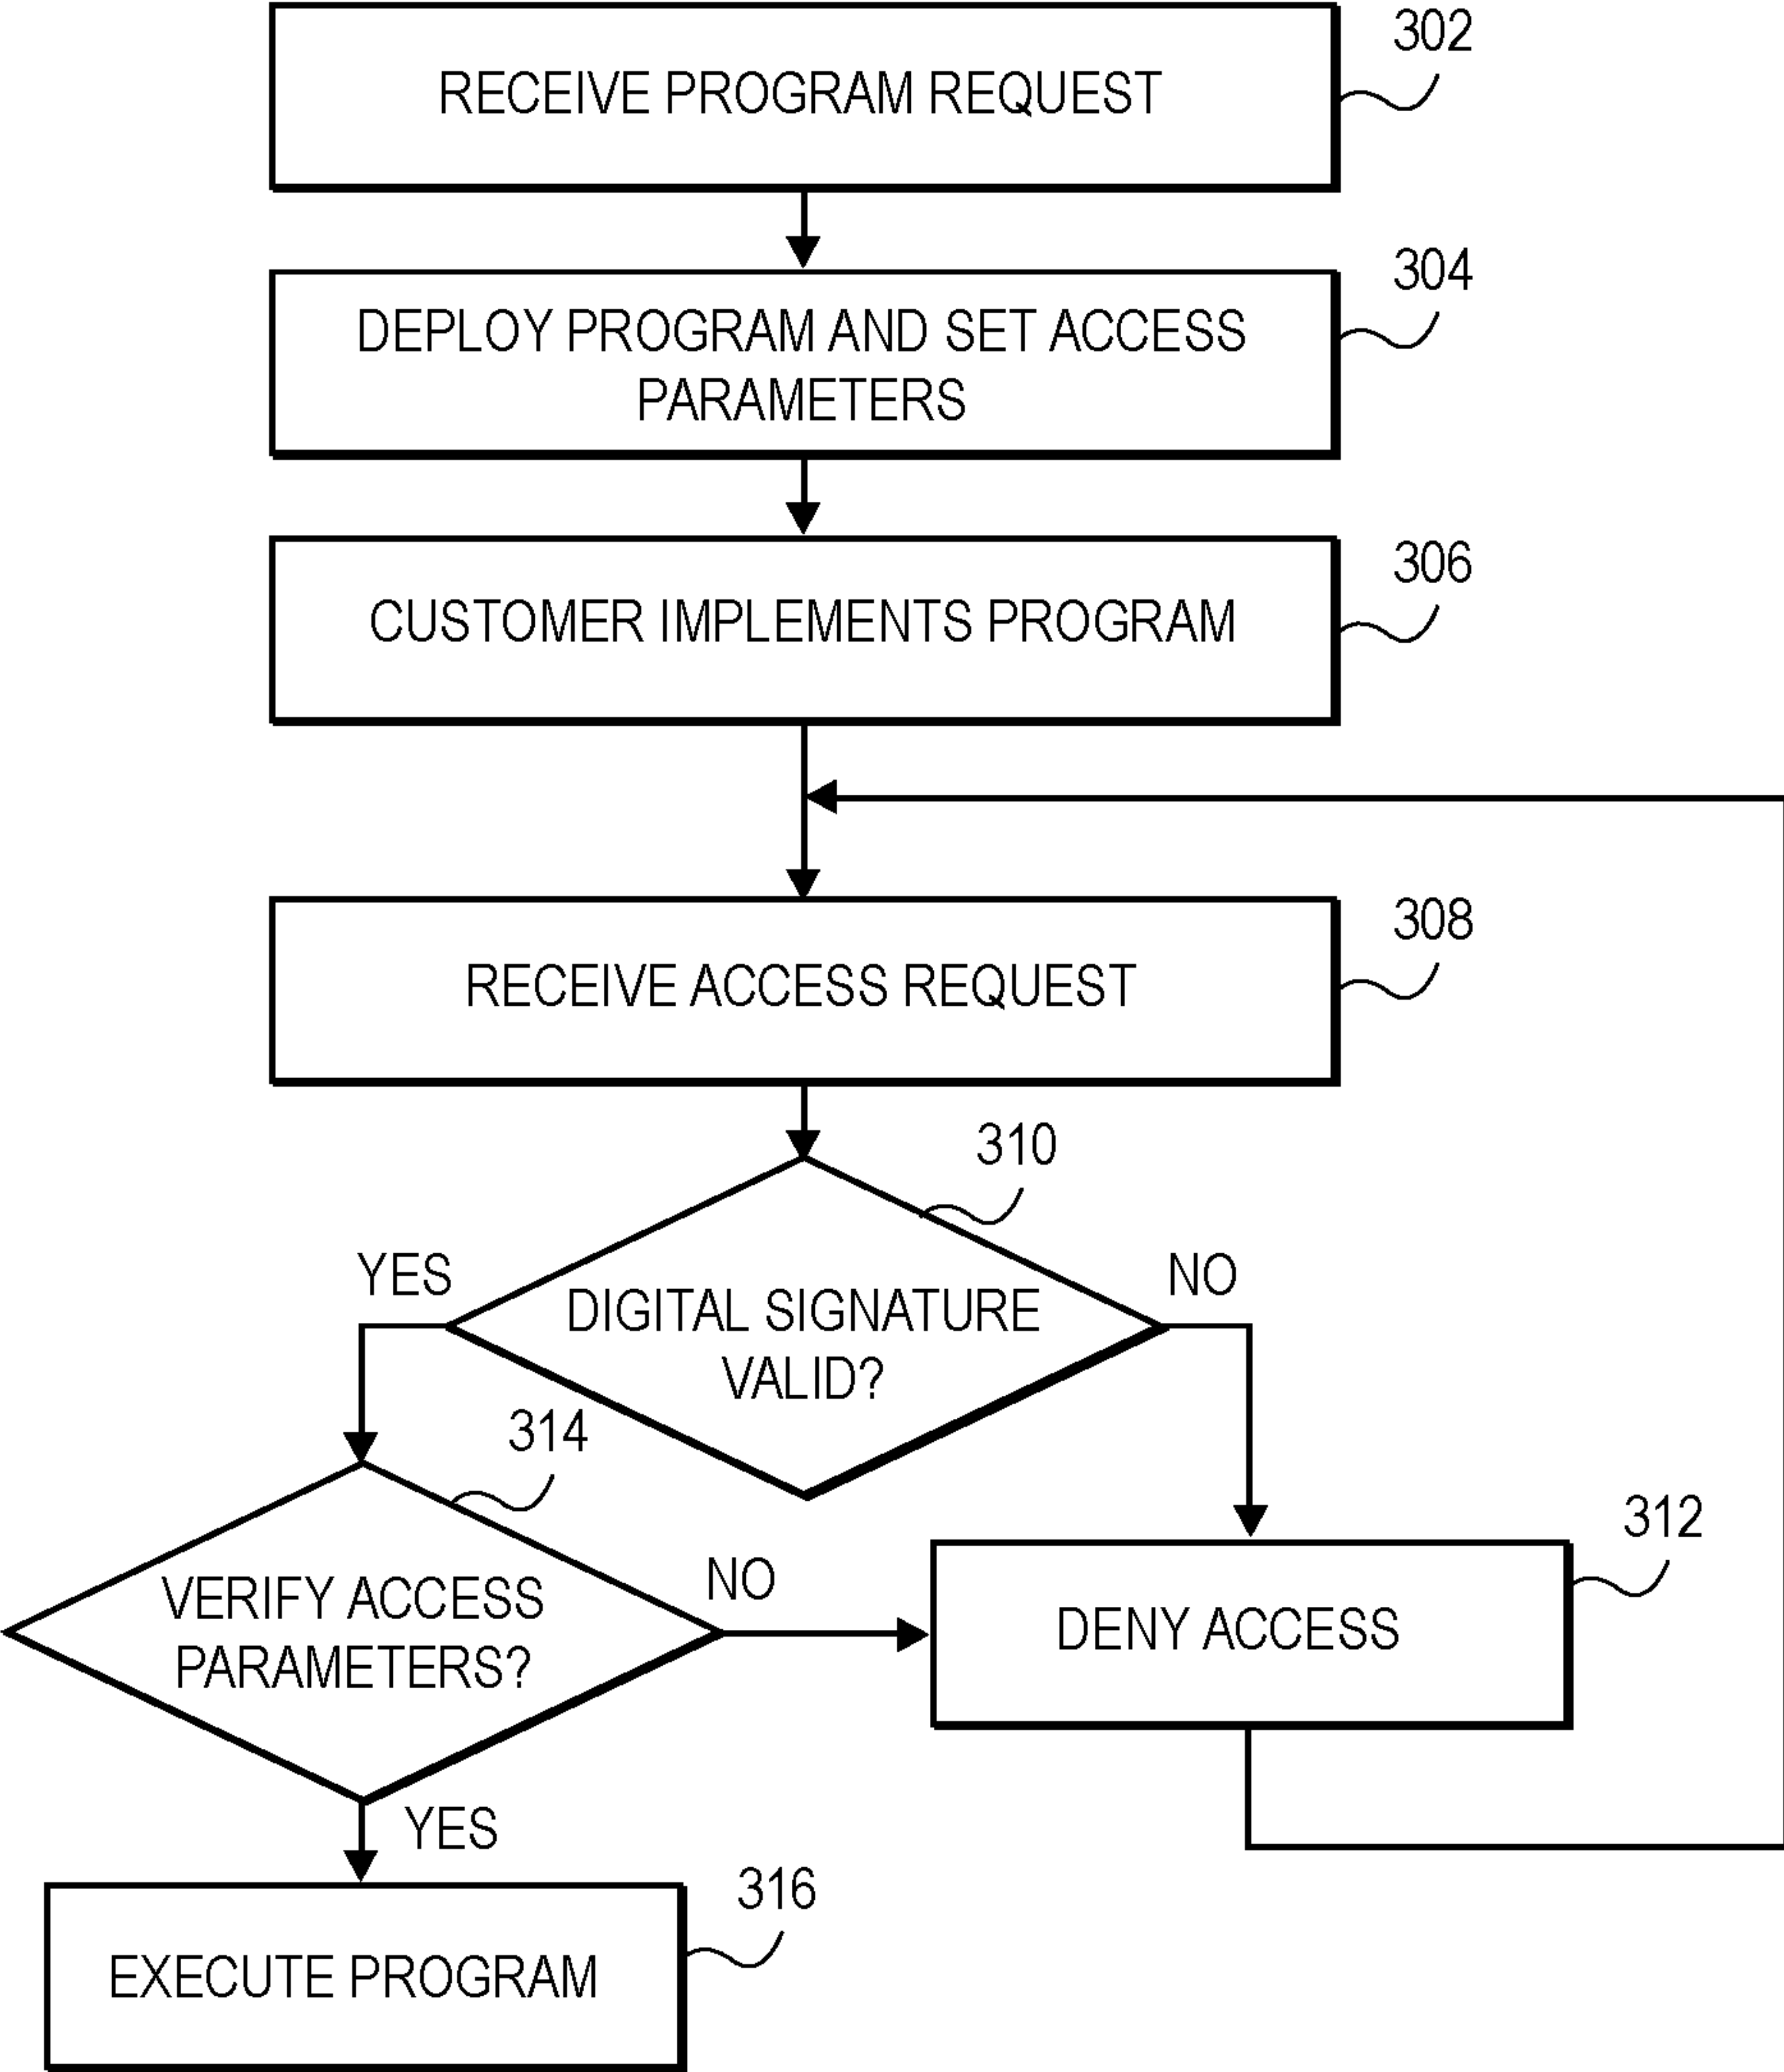 302
RECEIVE PROGRAM REQUEST
304
DEPLOY PROGRAM AND SET ACCESS
PARAMETERS
306
CUSTOMER IMPLEMENTS PROGRAM
308
RECEIVE ACCESS REQUEST
310
YES
NO
DIGITAL SIGNATURE
VALID?
314
312
VERIFY ACCESS
PARAMETERS?
NO
DENY ACCESS
YES
316
EXECUTE PROGRAM